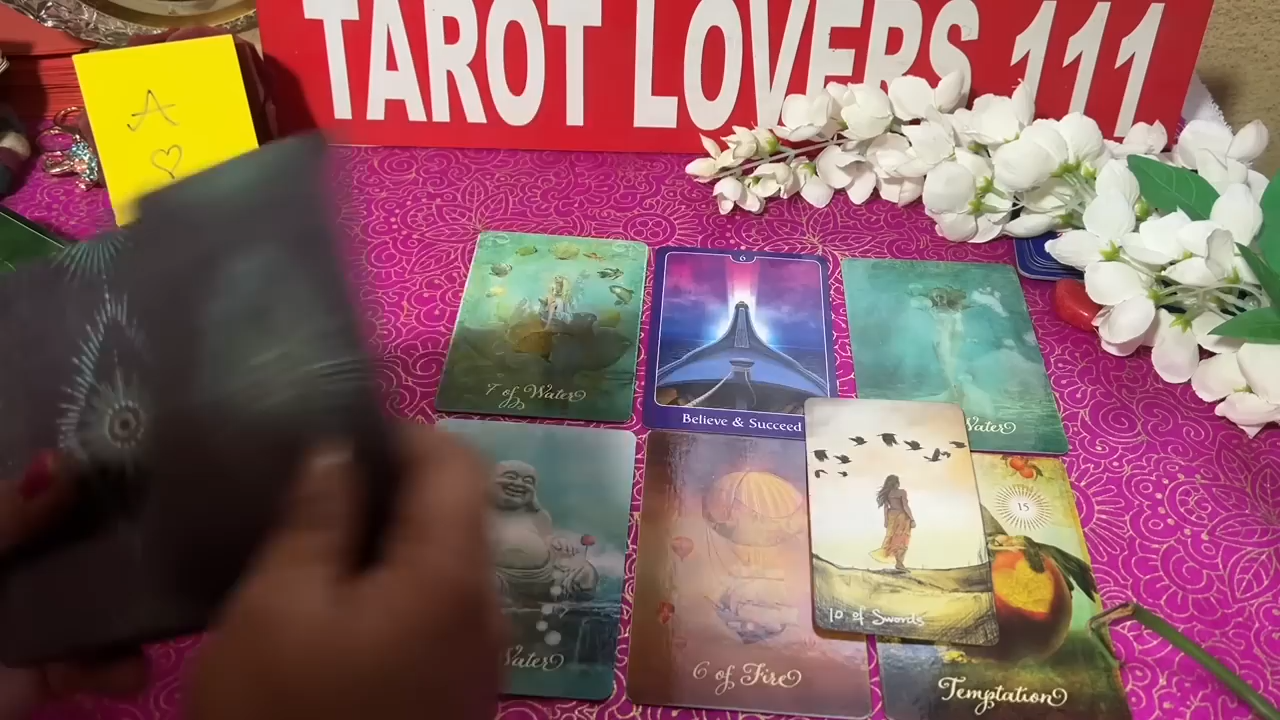 TAROT LOVERS 111
A
7 of Water
6
Believe & Succeed
Water
Water
6 of Fire
10 of Swords
15
Temptation